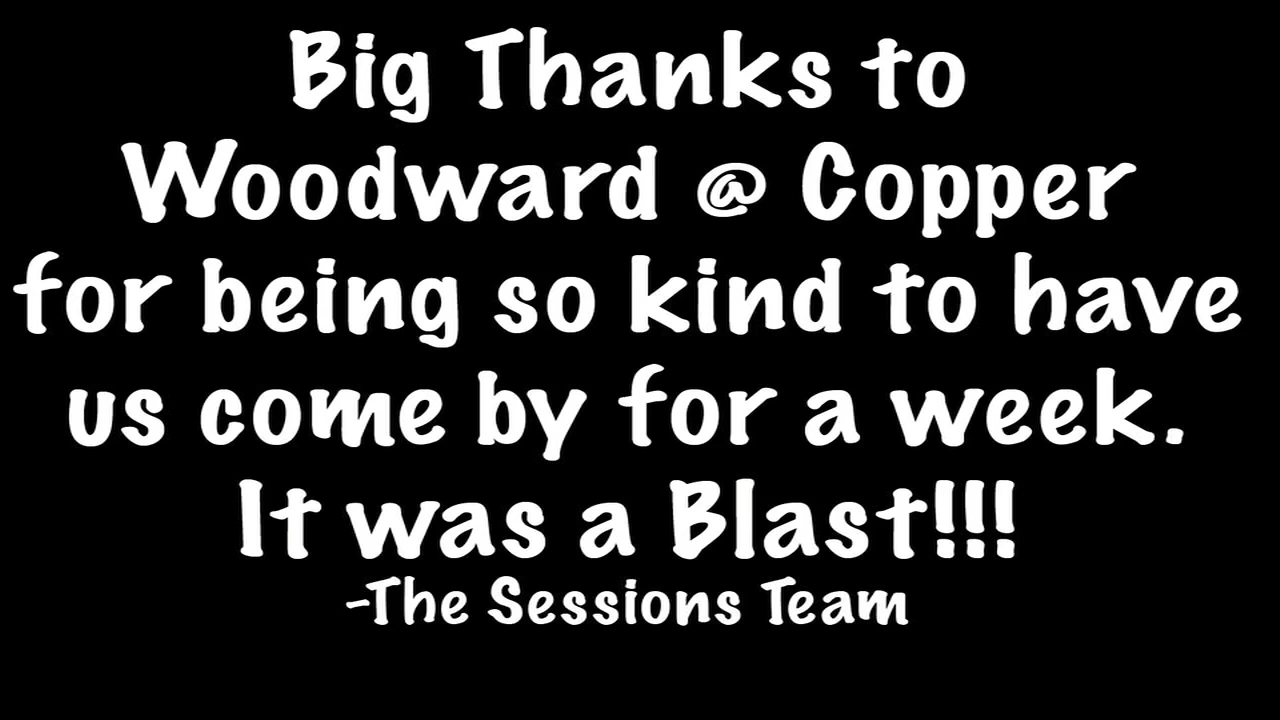 Big Thanks to
Woodward @ Copper
for being so kind to have
us come by for a week.
It was a Blast!!!
-The Sessions Team